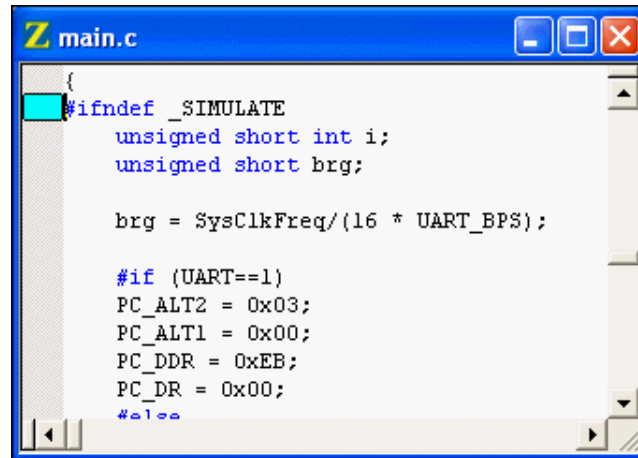 Z main.c
{
#ifndef _SIMULATE
unsigned short int i;
unsigned short brg;
brg = SysClkFreq/(16 * UART_BPS);
#if (UART==1)
PC_ALT2 = 0x03;
PC_ALT1 = 0x00;
PC_DDR = 0xEB;
PC_DR = 0x00;
#else